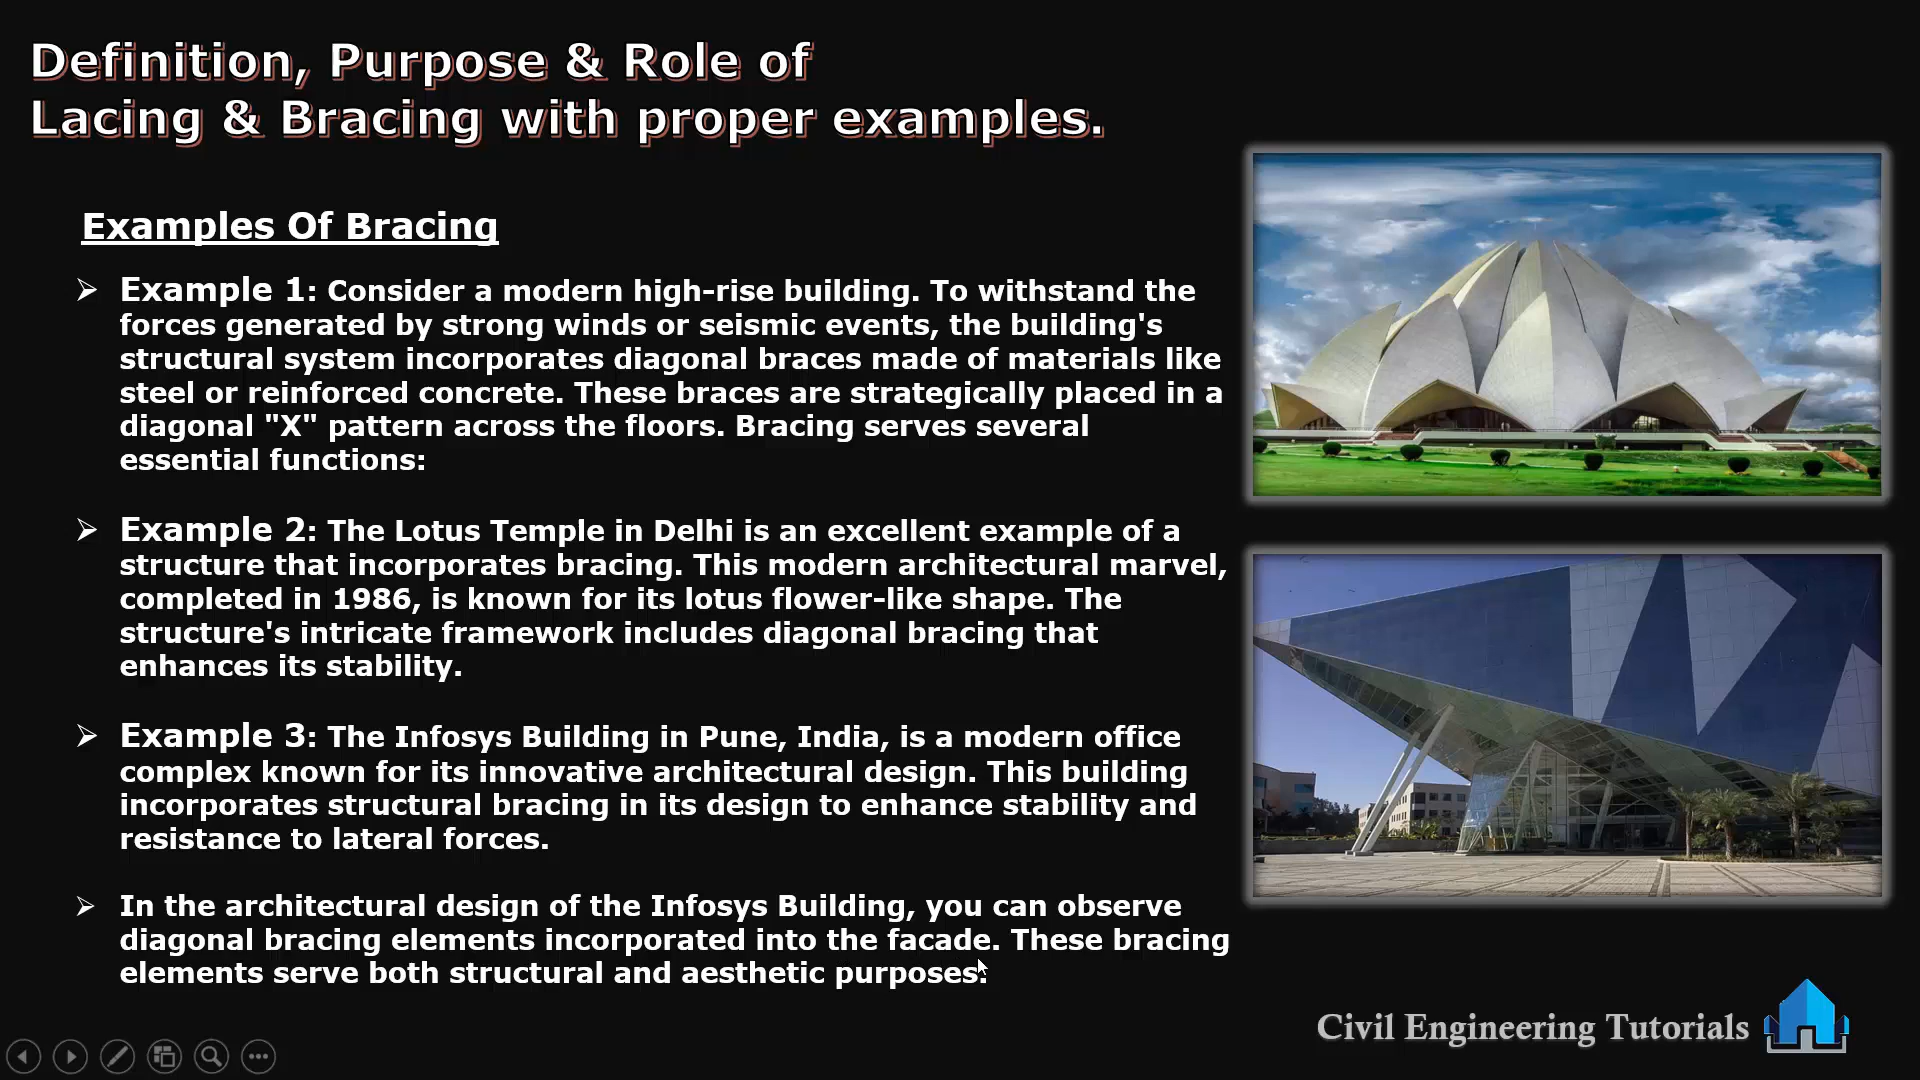 Definition, Purpose & Role of
Lacing & Bracing with proper examples.
Examples Of Bracing
Example 1: Consider a modern high-rise building. To withstand the
forces generated by strong winds or seismic events, the building's
structural system incorporates diagonal braces made of materials like
steel or reinforced concrete. These braces are strategically placed in a
diagonal "X" pattern across the floors. Bracing serves several
essential functions:
Example 2: The Lotus Temple in Delhi is an excellent example of a
structure that incorporates bracing. This modern architectural marvel,
completed in 1986, is known for its lotus flower-like shape. The
structure's intricate framework includes diagonal bracing that
enhances its stability.
Example 3: The Infosys Building in Pune, India, is a modern office
complex known for its innovative architectural design. This building
incorporates structural bracing in its design to enhance stability and
resistance to lateral forces.
In the architectural design of the Infosys Building, you can observe
diagonal bracing elements incorporated into the facade. These bracing
elements serve both structural and aesthetic purposes.
Civil Engineering Tutorials